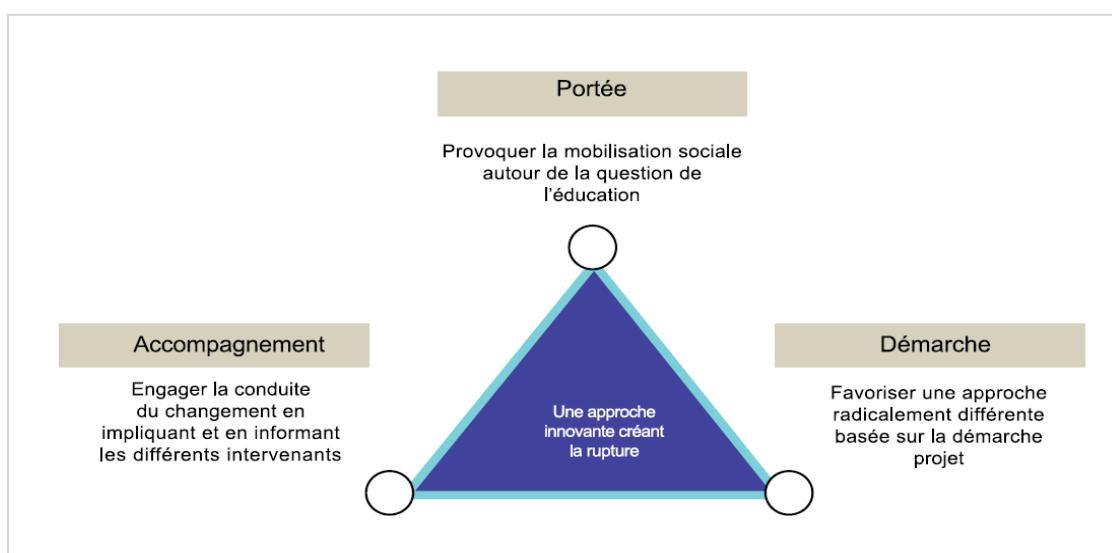 Portée
Provoquer la mobilisation sociale
autour de la question de
l'éducation
Accompagnement
Engager la conduite
du changement en
impliquant et en informant
les différents intervenants
Une approche
innovante créant
la rupture
Démarche
Favoriser une approche
radicalement différente
basée sur la démarche
projet